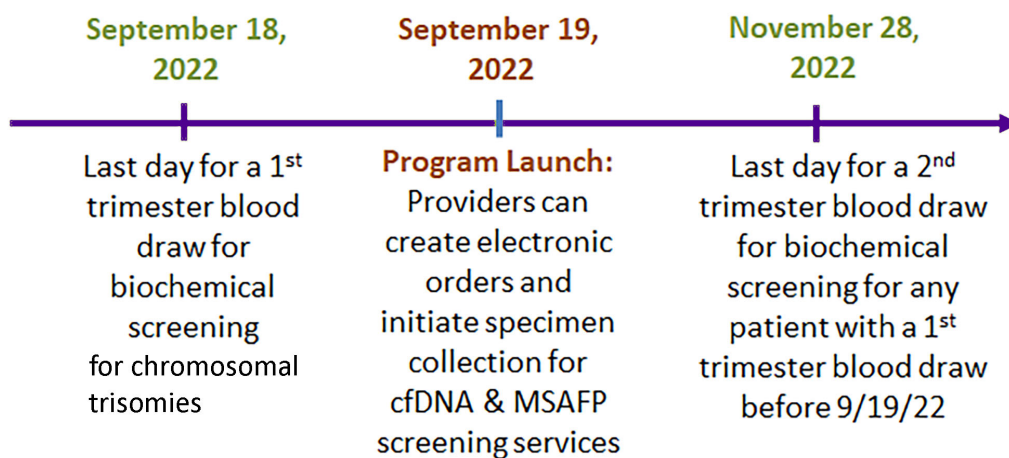 September 18,
2022
Last day for a 1st
trimester blood
draw for
biochemical
screening
for chromosomal
trisomies
September 19,
2022
Program Launch:
Providers can
create electronic
orders and
initiate specimen
collection for
cfDNA & MSAFP
screening services
November 28,
2022
Last day for a 2nd
trimester blood draw
for biochemical
screening for any
patient with a 1st
trimester blood draw
before 9/19/22